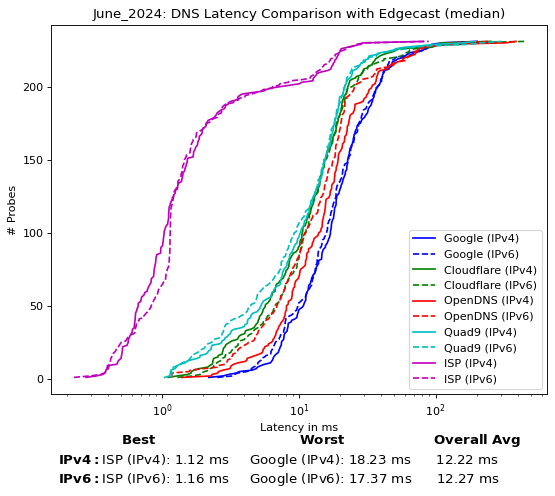 June_2024: DNS Latency Comparison with Edgecast (median)
200
150
100
50
0
# Probes
10⁰ 10¹ 10²
Latency in ms
Google (IPv4)
Google (IPv6)
Cloudflare (IPv4)
Cloudflare (IPv6)
OpenDNS (IPv4)
OpenDNS (IPv6)
Quad9 (IPv4)
Quad9 (IPv6)
ISP (IPv4)
ISP (IPv6)
Best Worst Overall Avg
IPv4: ISP (IPv4): 1.12 ms Google (IPv4): 18.23 ms 12.22 ms
IPv6: ISP (IPv6): 1.16 ms Google (IPv6): 17.37 ms 12.27 ms